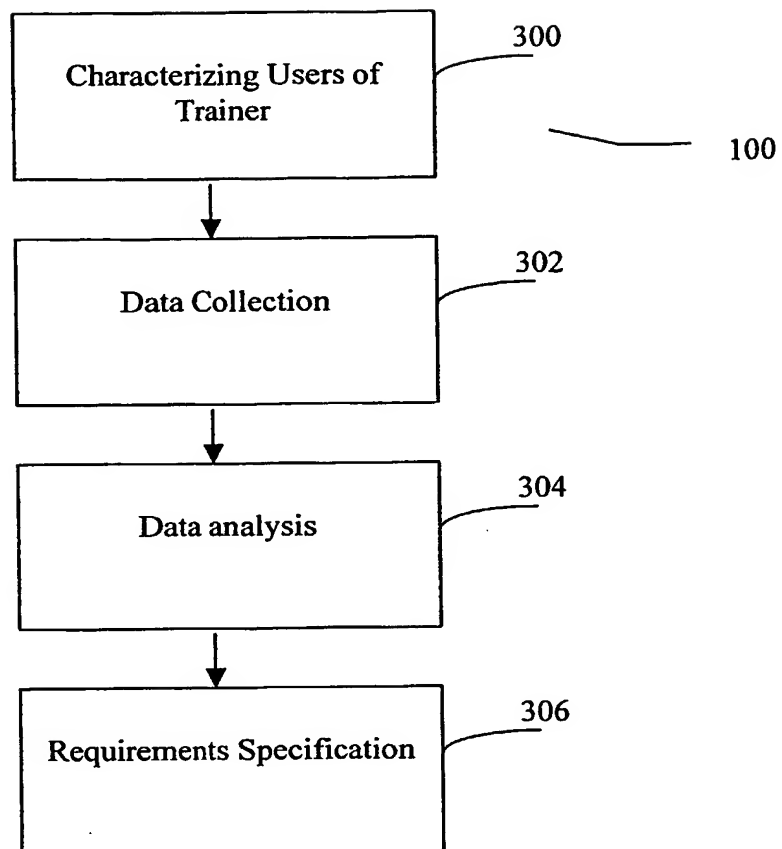 300
Characterizing Users of
Trainer
100
302
Data Collection
304
Data analysis
306
Requirements Specification